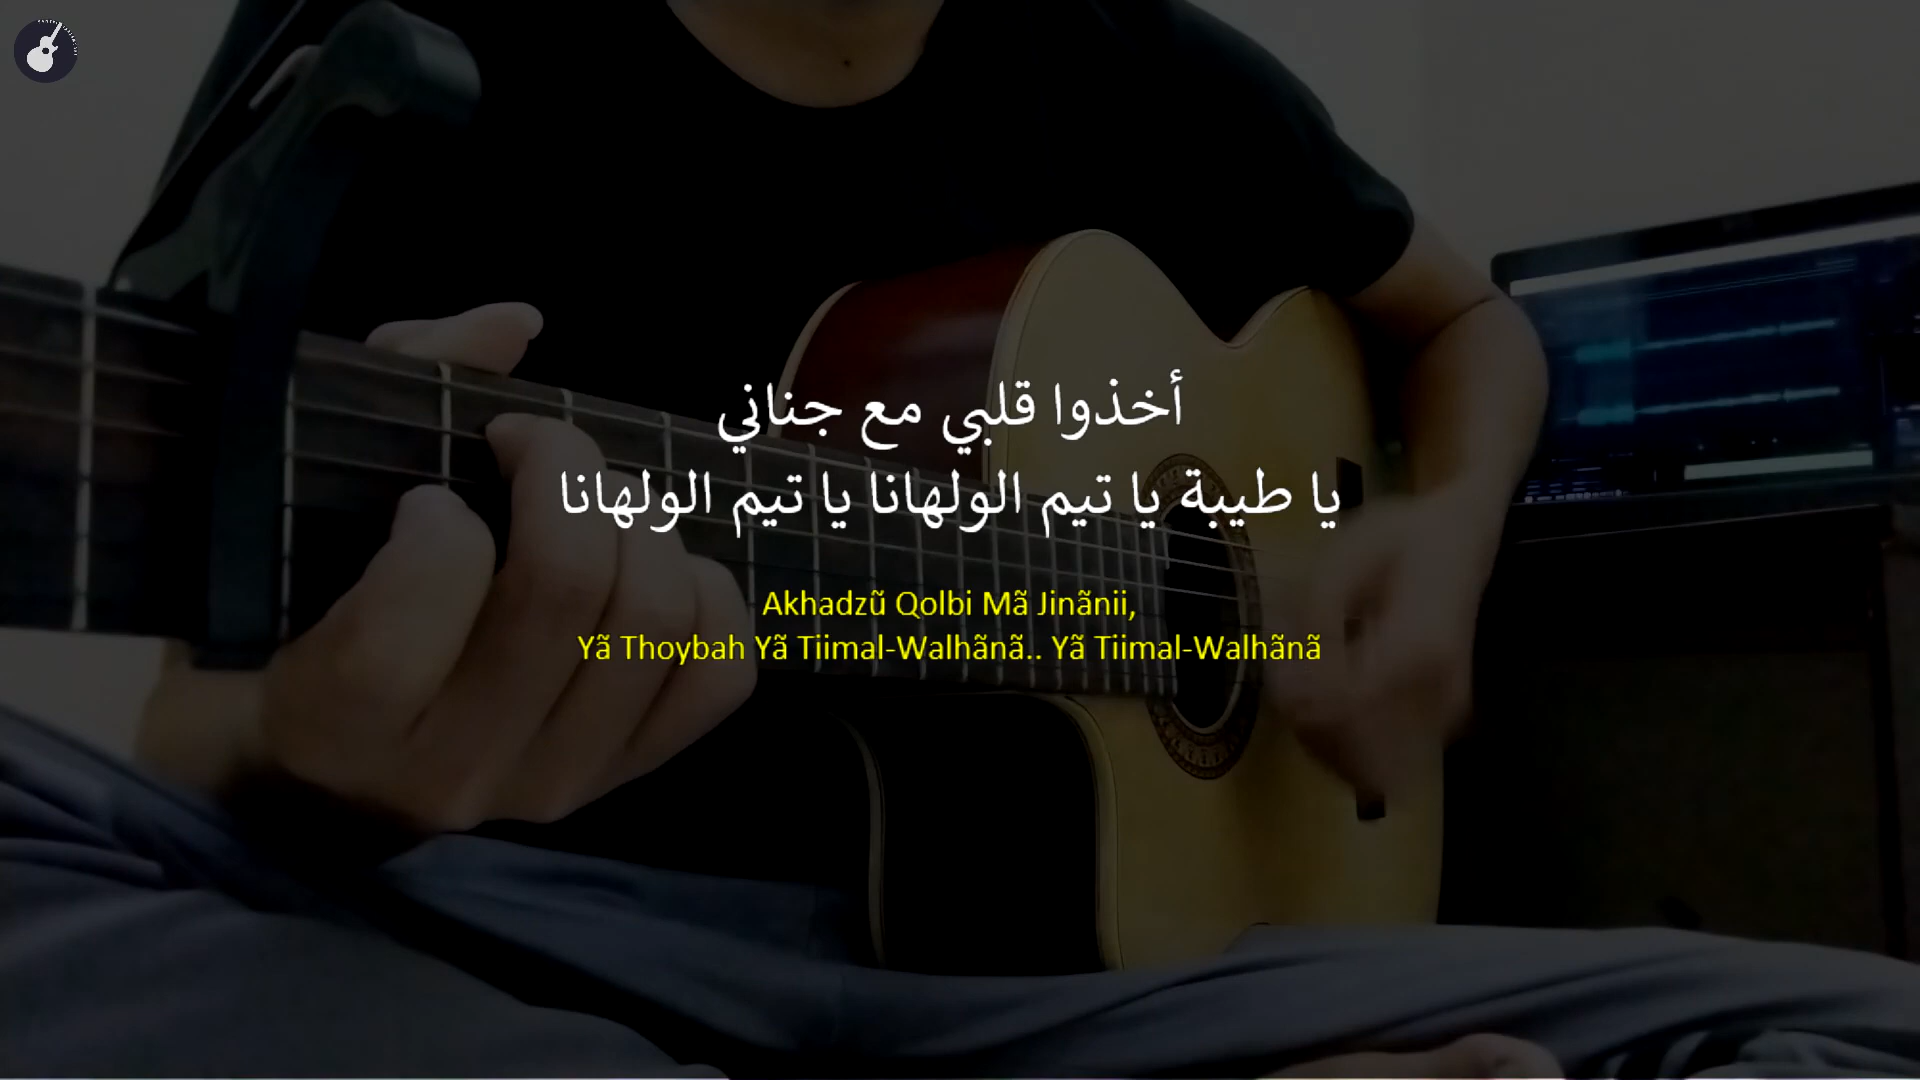 أخذوا قلبي مع جناني
يا طيبة يا تيم الولهانا يا تيم الولهانا
Akhadzũ Qolbi Mã Jinãnii,
Yã Thoybah Yã Tiimal-Walhãnã.. Yã Tiimal-Walhãnã